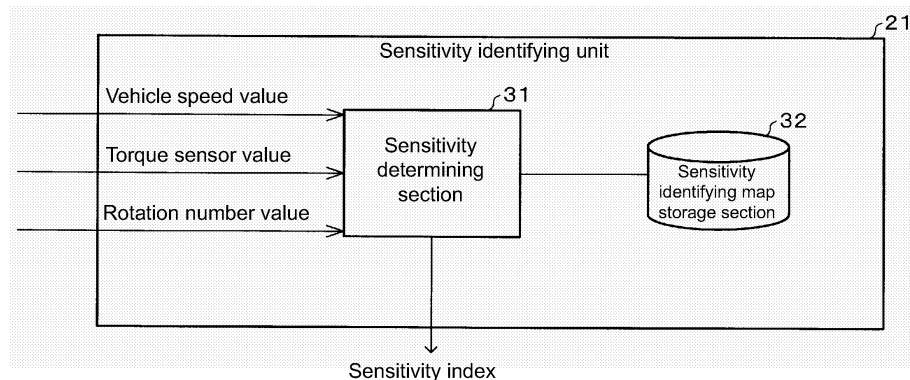 21
Sensitivity identifying unit
Vehicle speed value
31
32
Sensitivity
determining
section
Torque sensor value
Sensitivity
identifying map
storage section
Rotation number value
Sensitivity index